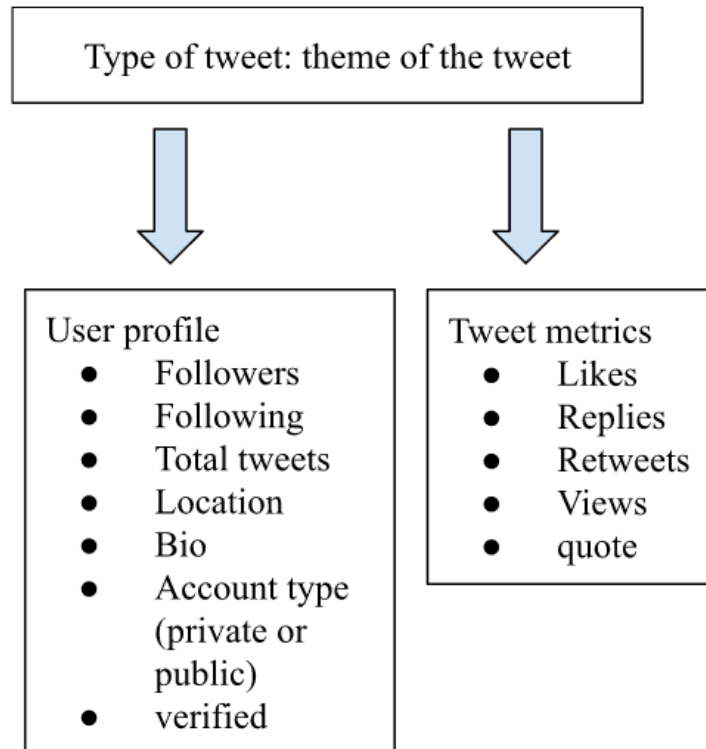 Type of tweet: theme of the tweet
User profile
● Followers
● Following
● Total tweets
● Location
● Bio
● Account type
(private or
public)
● verified
Tweet metrics
● Likes
● Replies
● Retweets
● Views
● quote